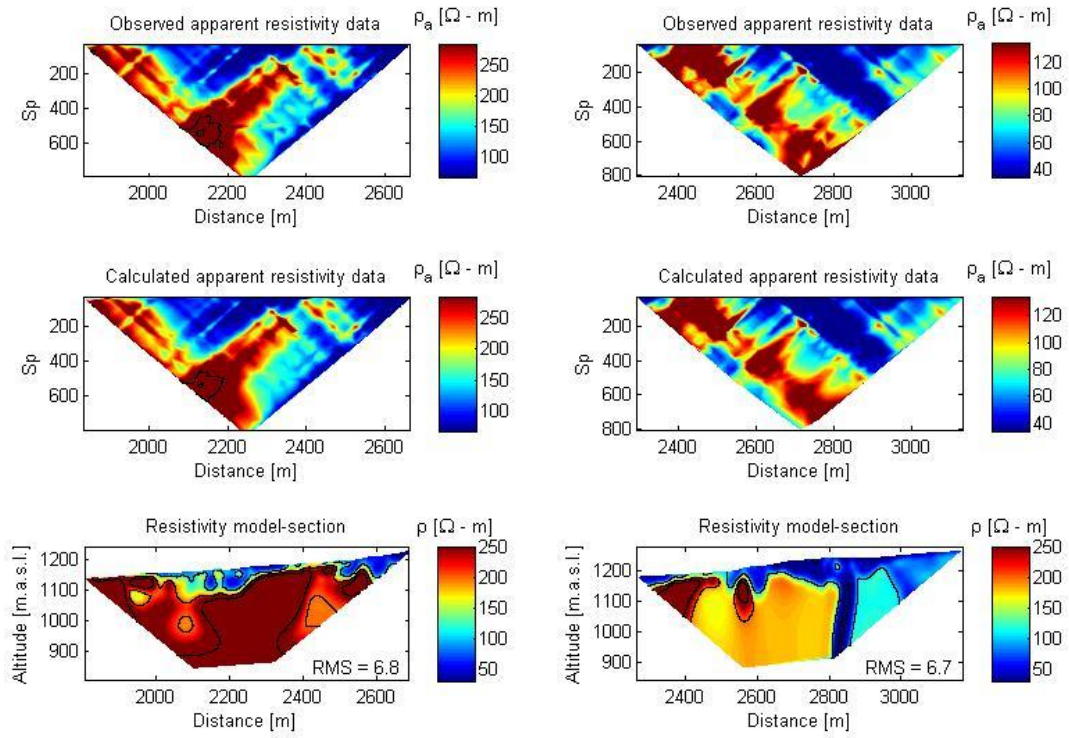 Observed apparent resistivity data
ρa [Ω - m]
Sp
200
400
600
2000 2200 2400 2600
Distance [m]
250
200
150
100
Observed apparent resistivity data
ρa [Ω - m]
Sp
200
400
600
800
2400 2600 2800 3000
Distance [m]
120
100
80
60
40
Calculated apparent resistivity data
ρa [Ω - m]
Sp
200
400
600
2000 2200 2400 2600
Distance [m]
250
200
150
100
Calculated apparent resistivity data
ρa [Ω - m]
Sp
200
400
600
800
2400 2600 2800 3000
Distance [m]
120
100
80
60
40
Resistivity model-section
ρ [Ω - m]
Altitude [m.a.s.l.]
1200
1100
1000
900
RMS = 6.8
2000 2200 2400 2600
Distance [m]
250
200
150
100
50
Resistivity model-section
ρ [Ω - m]
Altitude [m.a.s.l.]
1200
1100
1000
900
RMS = 6.7
2400 2600 2800 3000
Distance [m]
250
200
150
100
50